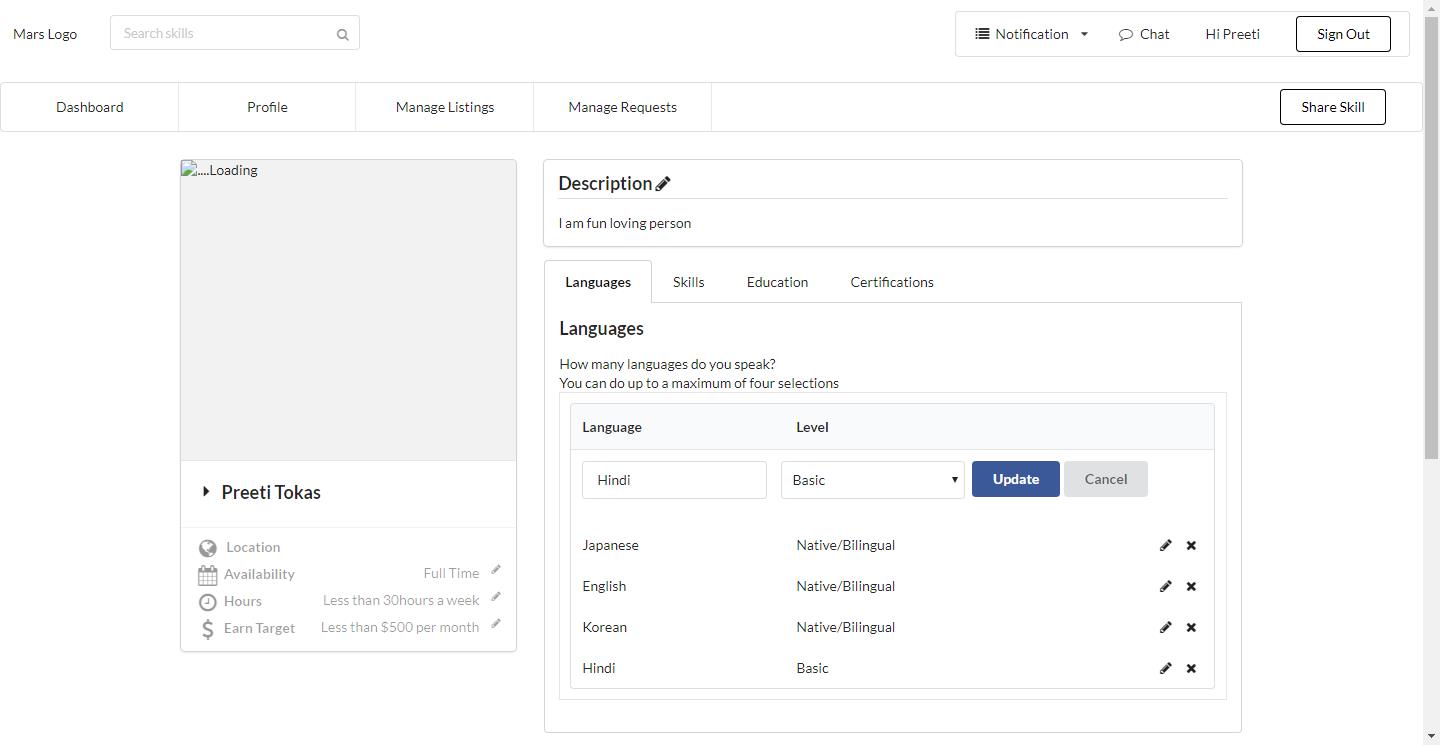 Mars Logo
Search skills
Notification
Chat
Hi Preeti
Sign Out
Dashboard
Profile
Manage Listings
Manage Requests
Share Skill
....Loading
Preeti Tokas
Location
Availability Full Time
Hours Less than 30hours a week
Earn Target Less than $500 per month
Description
I am fun loving person
Languages Skills Education Certifications
Languages
How many languages do you speak?
You can do up to a maximum of four selections
Language Level
Hindi Basic Update Cancel
Japanese Native/Bilingual
English Native/Bilingual
Korean Native/Bilingual
Hindi Basic